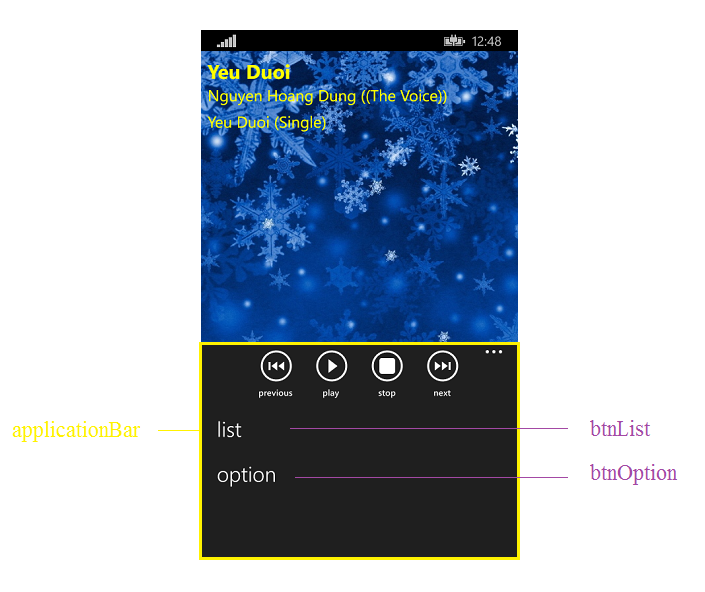 12:48
Yeu Duoi
Nguyen Hoang Dung ((The Voice))
Yeu Duoi (Single)
previous play stop next
applicationBar list btnList
option btnOption